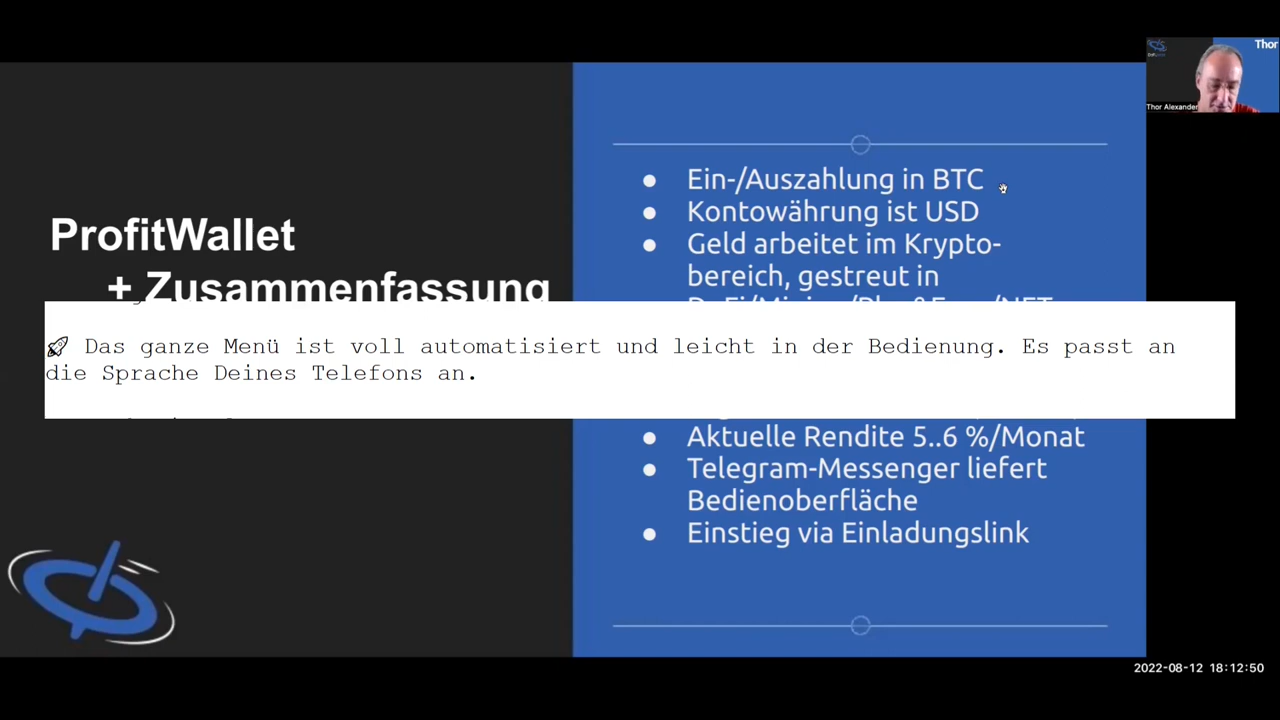 Thor
Thor Alexander
ProfitWallet
+ Zusammenfassung
Ein-/Auszahlung in BTC
Kontowährung ist USD
Geld arbeitet im Krypto-
bereich, gestreut in
🚀 Das ganze Menü ist voll automatisiert und leicht in der Bedienung. Es passt an
die Sprache Deines Telefons an.
Aktuelle Rendite 5..6 %/Monat
Telegram-Messenger liefert
Bedienoberfläche
Einstieg via Einladungslink
2022-08-12 18:12:50